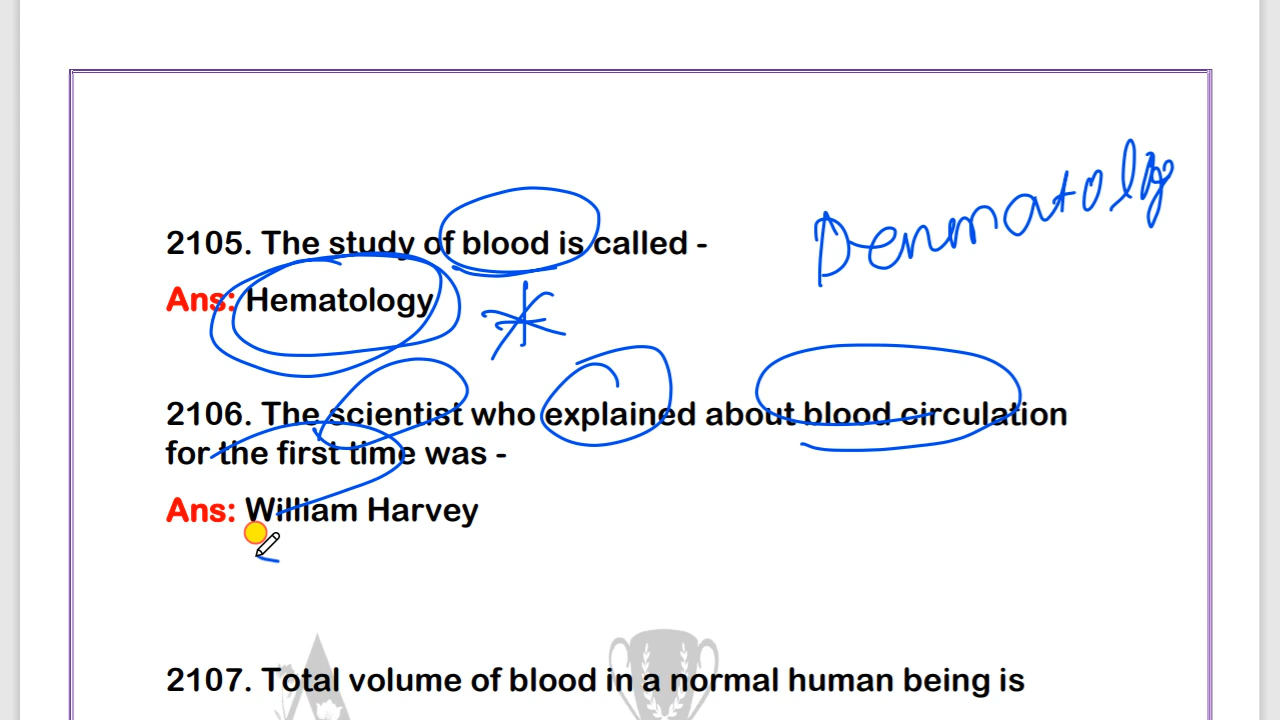 Denmatolgy
2105. The study of blood is called -
Ans: Hematology
2106. The scientist who explained about blood circulation
for the first time was -
Ans: William Harvey
2107. Total volume of blood in a normal human being is